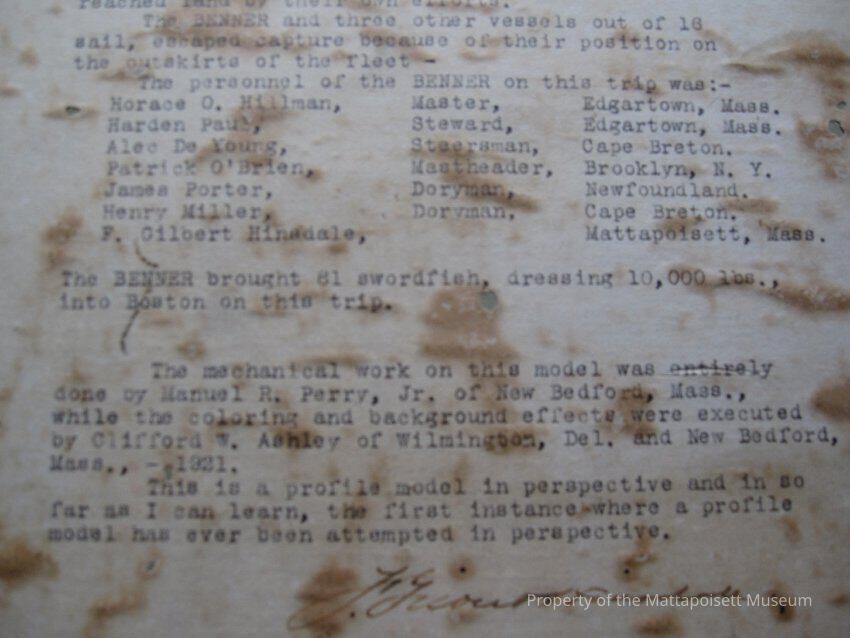 reached land by their own efforts.
The BENNER and three other vessels out of 16
sail, escaped capture because of their position on
the outskirts of the fleet -
The personnel of the BENNER on this trip was:-
Horace O. Hillman, Master, Edgartown, Mass.
Harden Paul, Steward, Edgartown, Mass.
Alec De Young, Steersman, Cape Breton.
Patrick O'Brien, Mastheader, Brooklyn, N. Y.
James Porter, Doryman, Newfoundland.
Henry Miller, Doryman, Cape Breton.
F. Gilbert Hinsdale, Mattapoisett, Mass.
The BENNER brought 81 swordfish, dressing 10,000 lbs.,
into Boston on this trip.
The mechanical work on this model was entirely
done by Manuel R. Perry, Jr. of New Bedford, Mass.,
while the coloring and background effects were executed
by Clifford W. Ashley of Wilmington, Del. and New Bedford,
Mass., - 1921.
This is a profile model in perspective and in so
far as I can learn, the first instance where a profile
model has ever been attempted in perspective.
Property of the Mattapoisett Museum